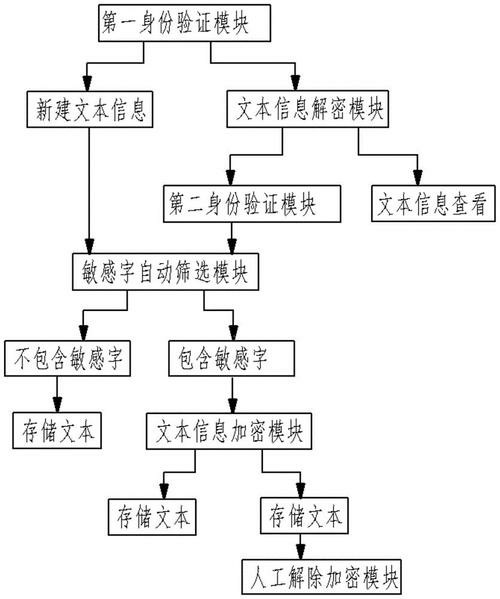 第一身份验证模块
新建文本信息
文本信息解密模块
第二身份验证模块
文本信息查看
敏感字自动筛选模块
不包含敏感字
包含敏感字
存储文本
文本信息加密模块
存储文本
存储文本
人工解除加密模块